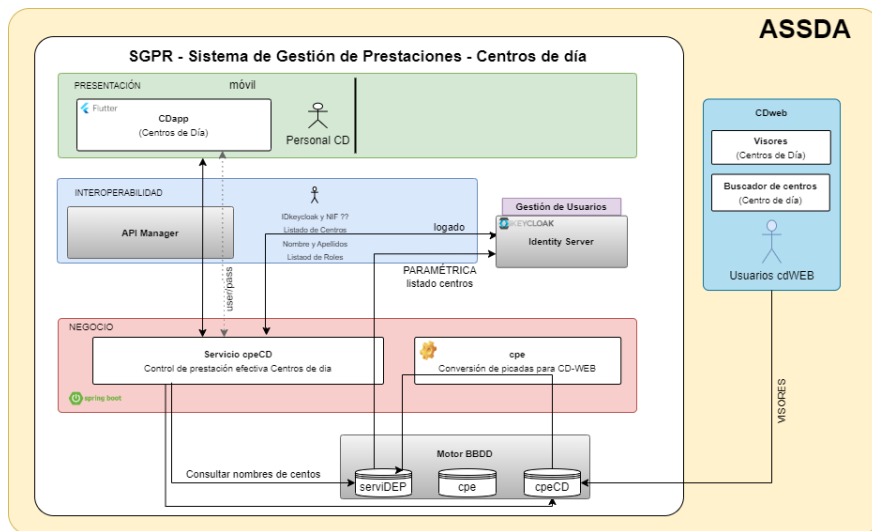 ASSDA
SGPR - Sistema de Gestión de Prestaciones - Centros de día
PRESENTACIÓN
móvil
Flutter
CDapp
(Centros de Día)
Personal CD
CDweb
Visores
(Centros de Día)
Buscador de centros
(Centro de día)
Usuarios cdWEB
INTEROPERABILIDAD
API Manager
IDkeycloak y NIF ??
Listado de Centros
Nombre y Apellidos
Listaod de Roles
logado
Gestión de Usuarios
KEYCLOAK
Identity Server
PARAMÉTRICA
listado centros
user/pass
NEGOCIO
Servicio cpeCD
Control de prestación efectiva Centros de dia
cpe
Conversión de picadas para CD-WEB
spring boot
VISORES
Motor BBDD
Consultar nombres de centos
serviDEP
cpe
cpeCD